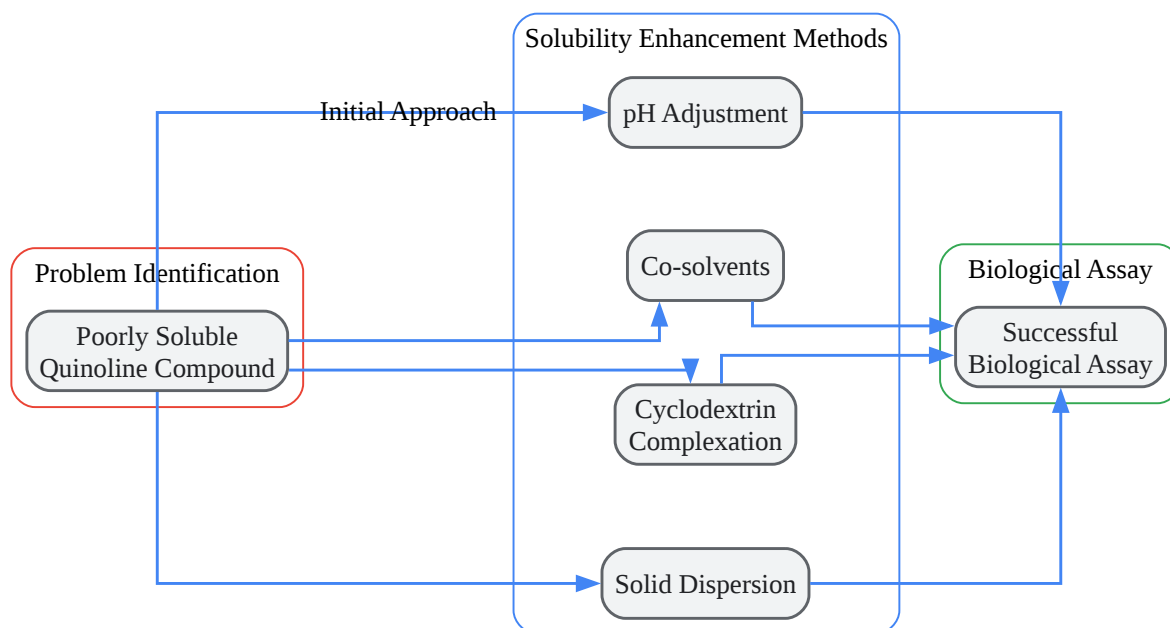 Solubility Enhancement Methods
Initial Approach
pH Adjustment
Problem Identification
Poorly Soluble
Quinoline Compound
Co-solvents
Cyclodextrin
Complexation
Solid Dispersion
Biological Assay
Successful
Biological Assay